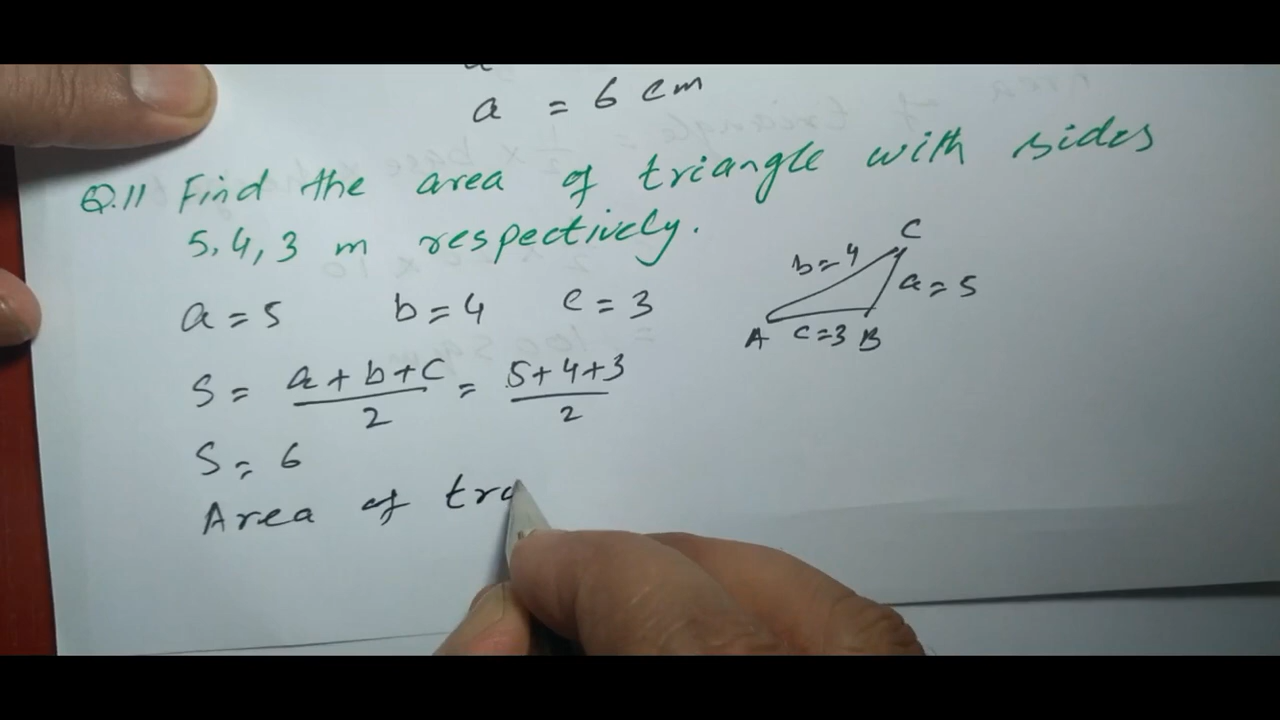 a = 6 cm
Q.11 Find the area of triangle with sides
5,4,3 m respectively.
a = 5 b = 4 c = 3
S = a + b + c / 2 = 5 + 4 + 3 / 2
S = 6
Area of tra
C
b = 4
a = 5
A c = 3 B